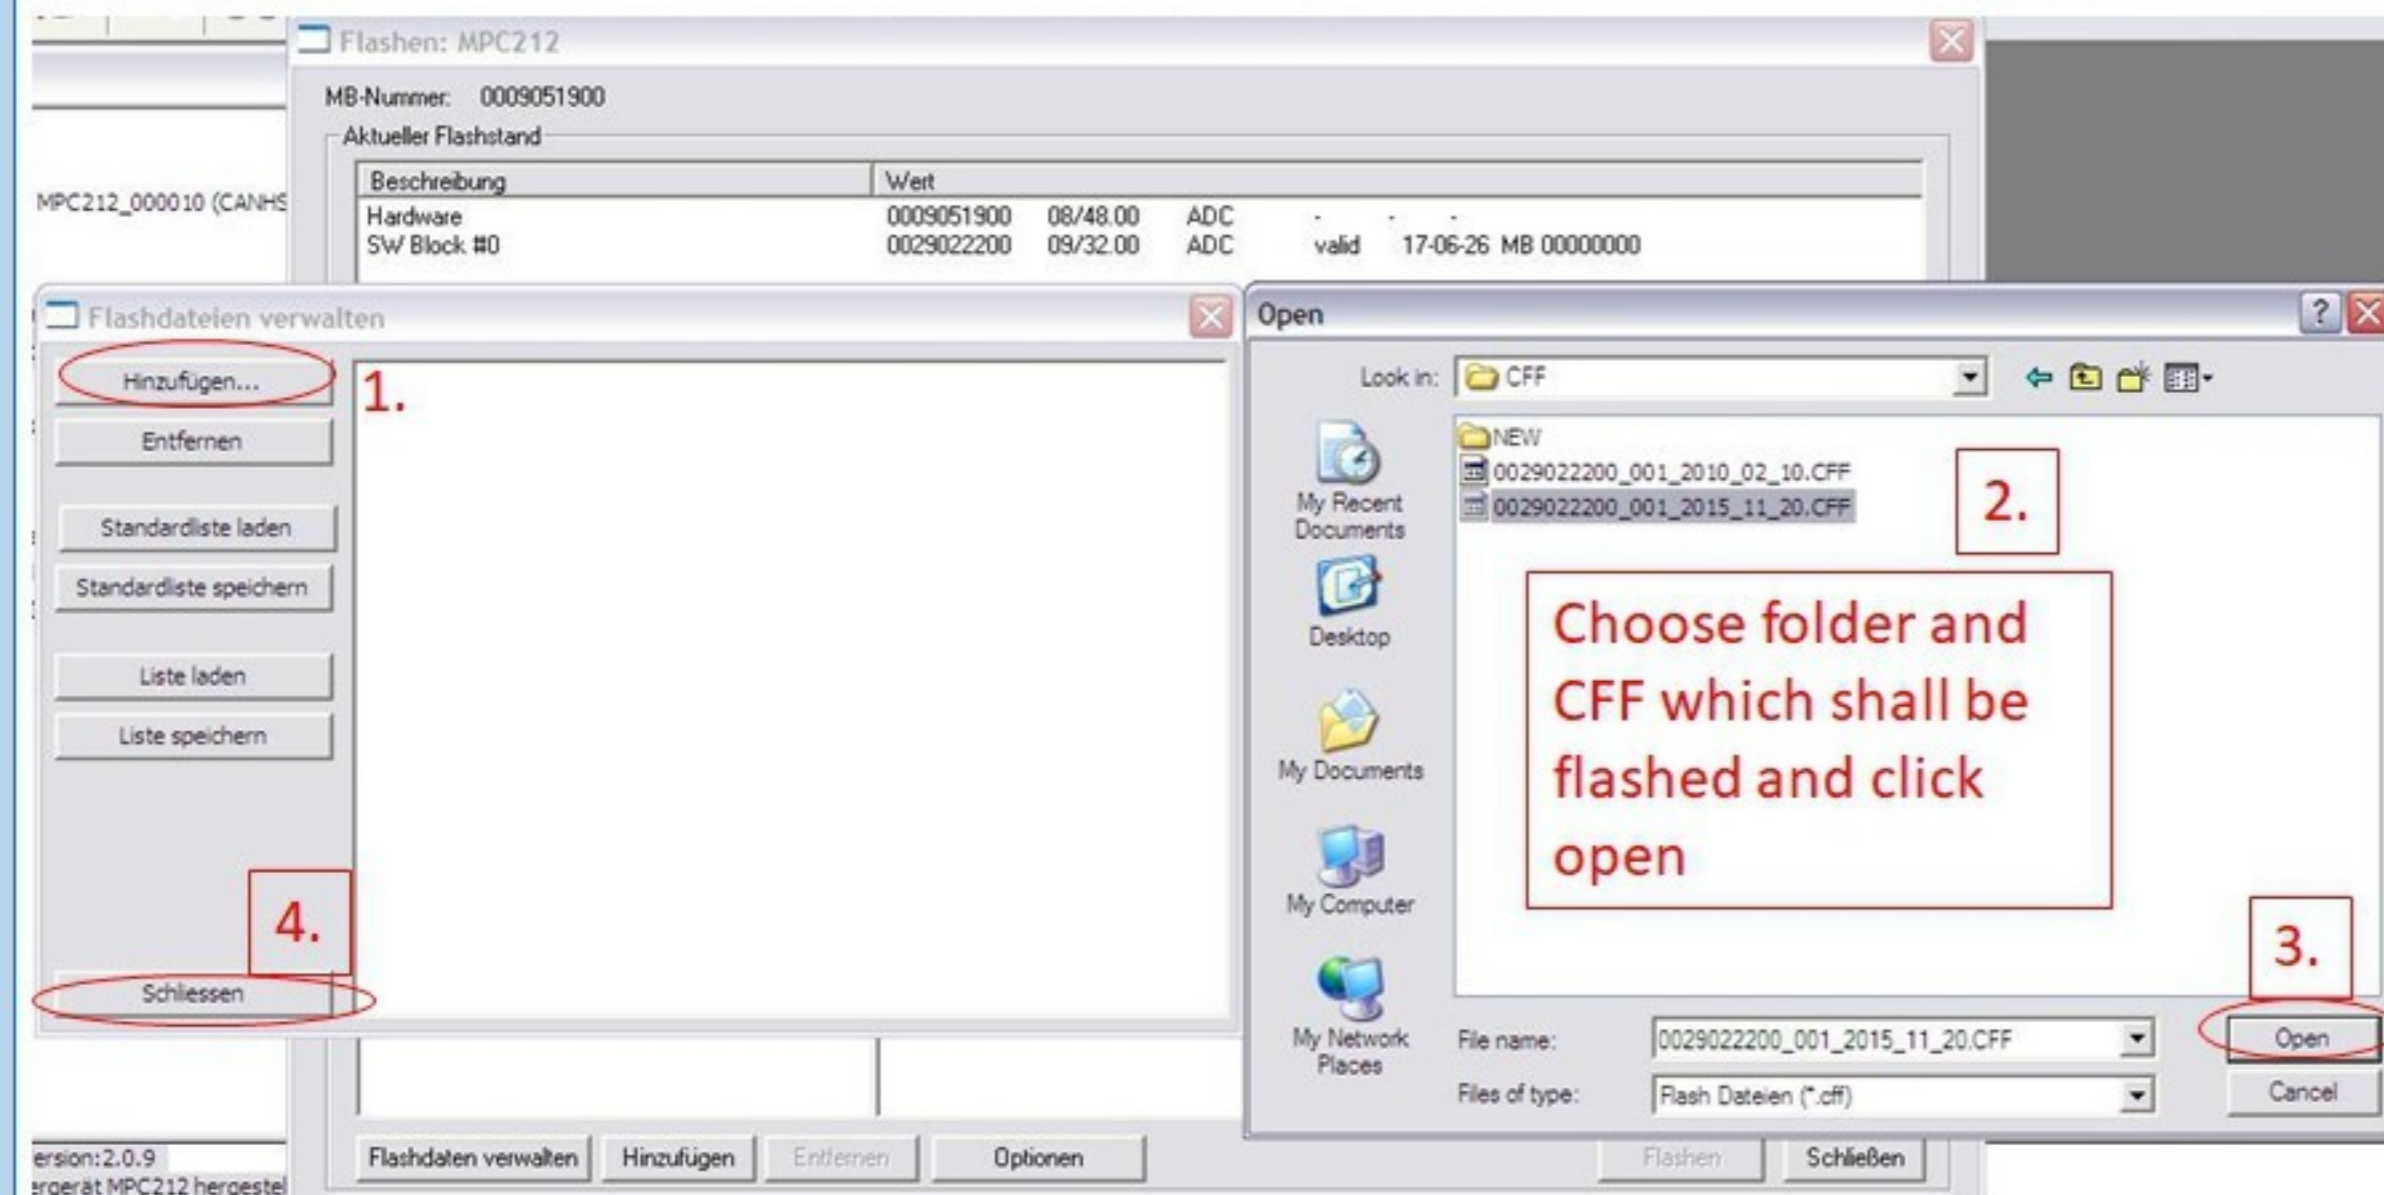 Flashen: MPC212
MB-Nummer: 0009051900
Aktueller Flashstand
Beschreibung Wert
Hardware 0009051900 08/48.00 ADC - - -
SW Block #0 0029022200 09/32.00 ADC valid 17-06-26 MB 00000000
MPC212_000010 (CANHS
Flashdateien verwalten
Hinzufügen...
1.
Entfernen
Standardliste laden
Standardliste speichern
Liste laden
Liste speichern
4.
Schliessen
Open
Look in: CFF
NEW
0029022200_001_2010_02_10.CFF
0029022200_001_2015_11_20.CFF
2.
My Recent
Documents
Desktop
My Documents
My Computer
My Network
Places
Choose folder and
CFF which shall be
flashed and click
open
3.
File name: 0029022200_001_2015_11_20.CFF Open
Files of type: Flash Dateien (*.cff) Cancel
Flashdaten verwalten Hinzufügen Entfernen Optionen Flashen Schließen
ersion:2.0.9
ergerät MPC212 hergestel